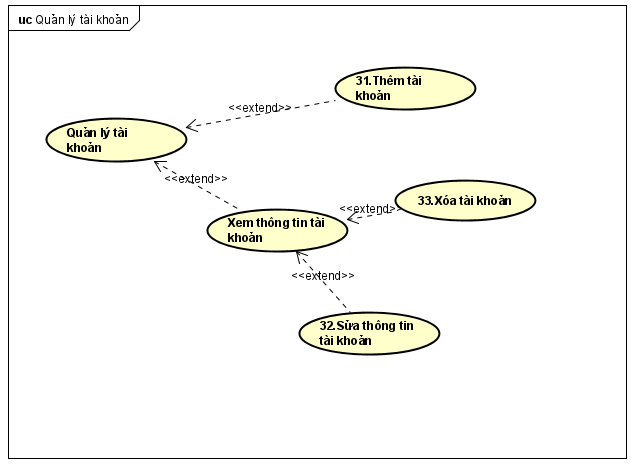 uc Quản lý tài khoản
31.Thêm tài
khoản
<<extend>>
Quản lý tài
khoản
<<extend>>
33.Xóa tài khoản
<<extend>>
Xem thông tin tài
khoản
<<extend>>
32.Sửa thông tin
tài khoản